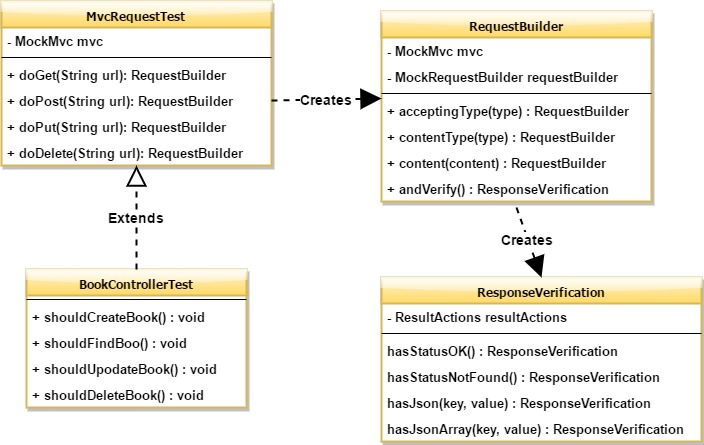 MvcRequestTest
- MockMvc mvc
+ doGet(String url): RequestBuilder
+ doPost(String url): RequestBuilder
+ doPut(String url): RequestBuilder
+ doDelete(String url): RequestBuilder
Creates
RequestBuilder
- MockMvc mvc
- MockRequestBuilder requestBuilder
+ acceptingType(type) : RequestBuilder
+ contentType(type) : RequestBuilder
+ content(content) : RequestBuilder
+ andVerify() : ResponseVerification
Extends
Creates
BookControllerTest
+ shouldCreateBook() : void
+ shouldFindBoo() : void
+ shouldUpodateBook() : void
+ shouldDeleteBook() : void
ResponseVerification
- ResultActions resultActions
hasStatusOK() : ResponseVerification
hasStatusNotFound() : ResponseVerification
hasJson(key, value) : ResponseVerification
hasJsonArray(key, value) : ResponseVerification